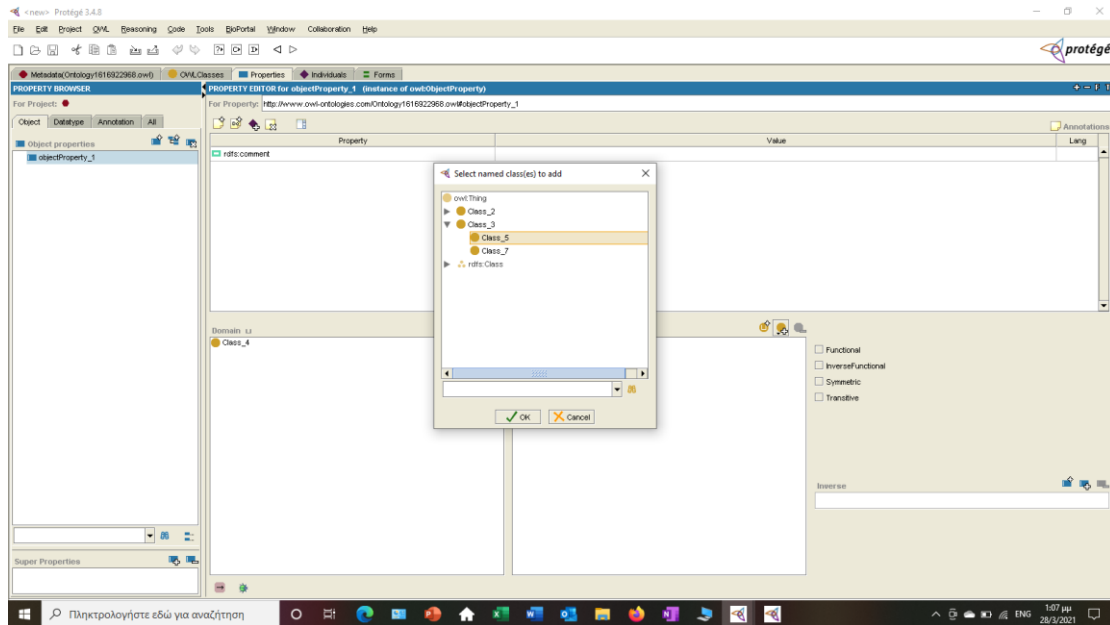 <new>  Protégé 3.4.8
File Edit Project OWL Reasoning Code Tools BioPortal Window Collaboration Help
protégé
Metadata(Ontology1616922968.owl) OWLClasses Properties Individuals Forms
PROPERTY BROWSER
PROPERTY EDITOR for objectProperty_1 (instance of owl:ObjectProperty)
For Project:
For Property: http://www.owl-ontologies.com/Ontology1616922968.owl#objectProperty_1
Object Datatype Annotation All
Annotations
Object properties
Property Value Lang
objectProperty_1
rdfs:comment
Select named class(es) to add
owl:Thing
Class_2
Class_3
Class_5
Class_7
rdfs:Class
OK Cancel
Domain
Class_4
Functional
InverseFunctional
Symmetric
Transitive
Inverse
Super Properties
Πληκτρολογήστε εδώ για αναζήτηση
ENG
1:07 μμ
28/3/2021